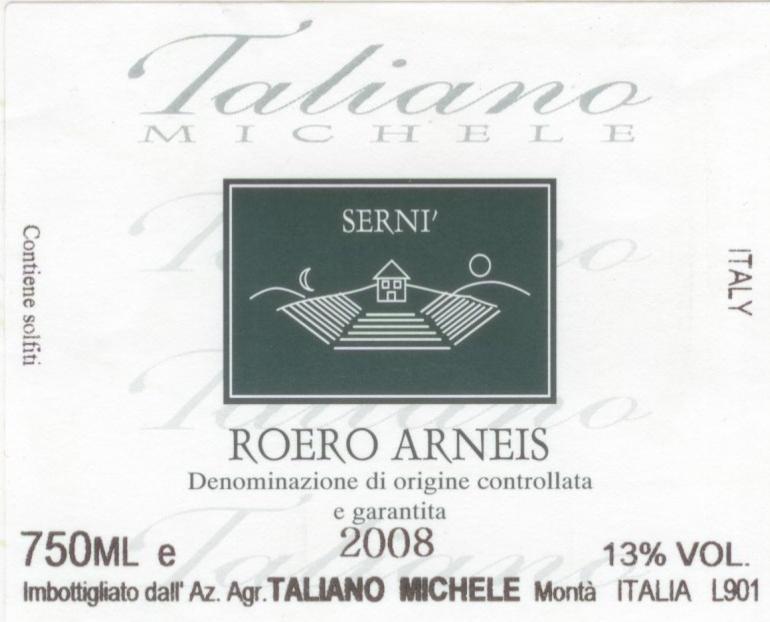 Taliano
MICHELE
SERNI'
Contiene solfiti
ITALY
ROERO ARNEIS
Denominazione di origine controllata
e garantita
2008
750ML e
13% VOL.
Imbottigliato dall' Az. Agr. TALIANO MICHELE Montà ITALIA L901